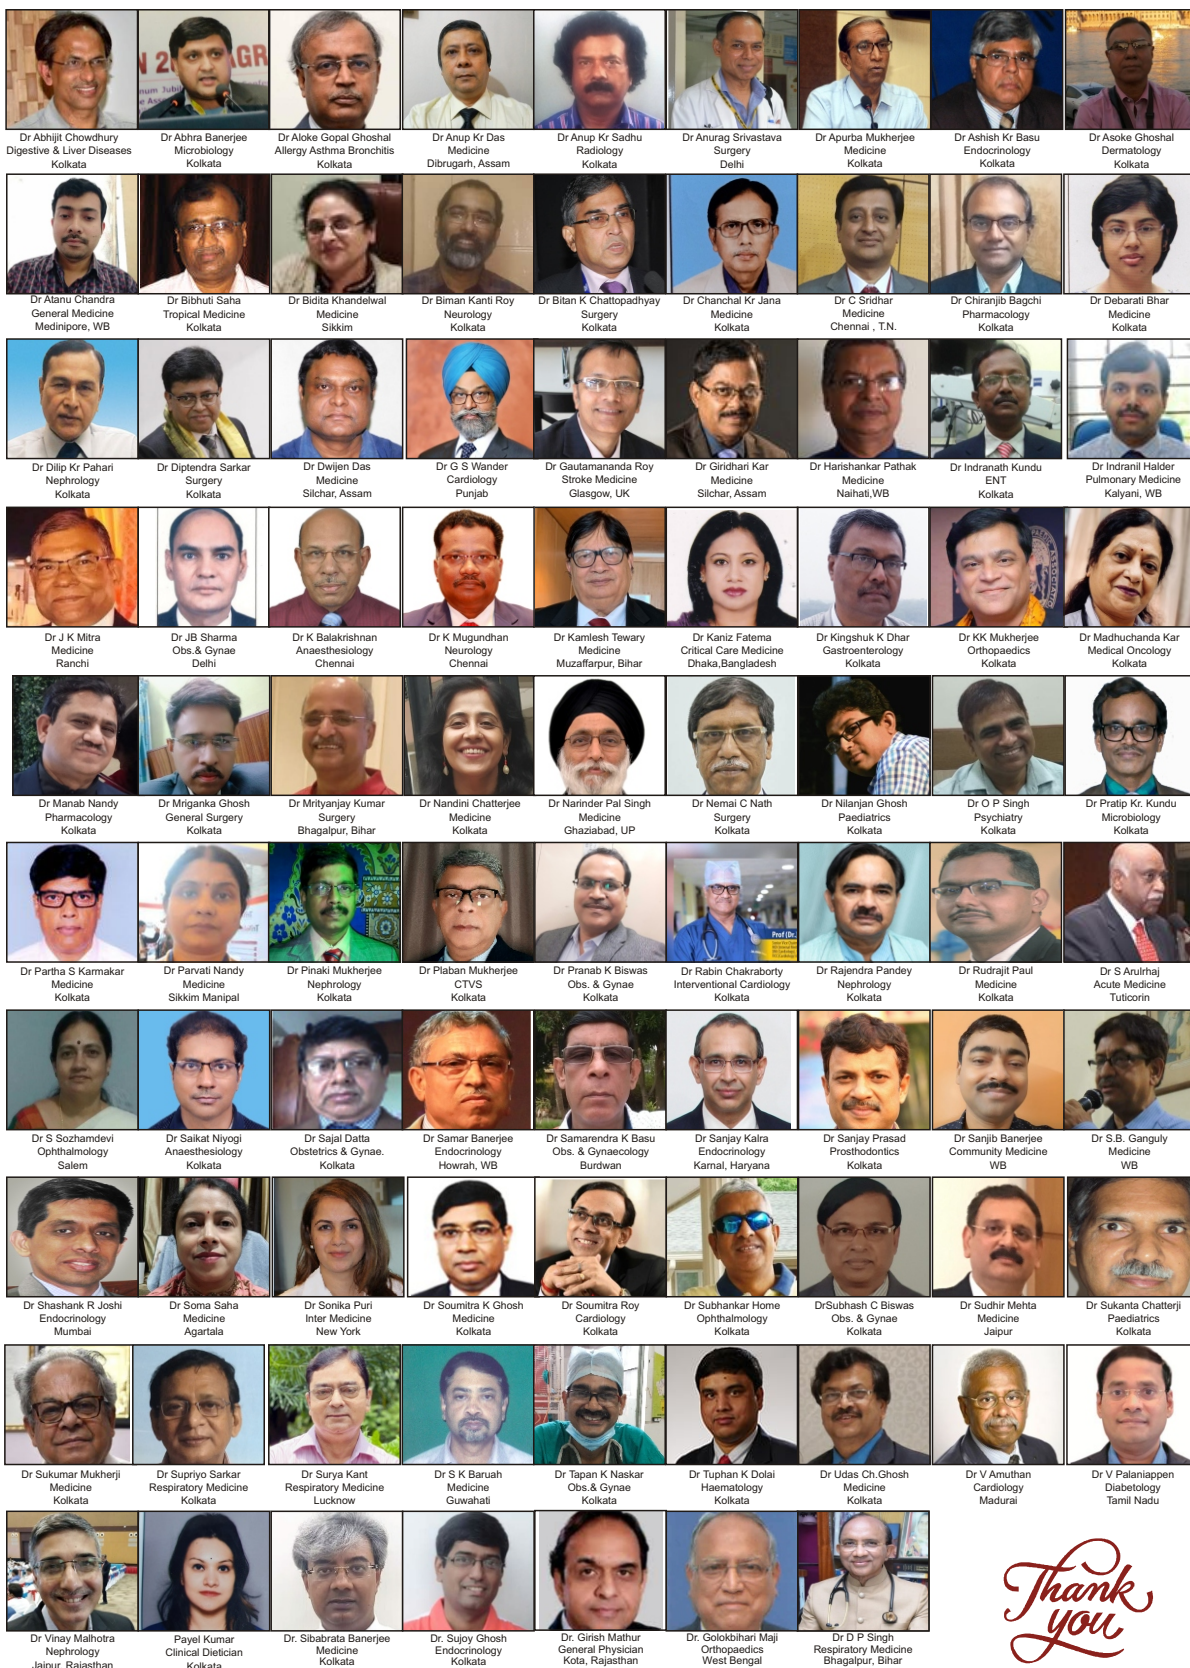 N 2 AGR
num Jubi
Dr Abhijit Chowdhury
Digestive & Liver Diseases
Kolkata
Dr Abhra Banerjee
Microbiology
Kolkata
Dr Aloke Gopal Ghoshal
Allergy Asthma Bronchitis
Kolkata
Dr Anup Kr Das
Medicine
Dibrugarh, Assam
Dr Anup Kr Sadhu
Radiology
Kolkata
Dr Anurag Srivastava
Surgery
Delhi
Dr Apurba Mukherjee
Medicine
Kolkata
Dr Ashish Kr Basu
Endocrinology
Kolkata
Dr Asoke Ghoshal
Dermatology
Kolkata
Dr Atanu Chandra
General Medicine
Medinipore, WB
Dr Bibhuti Saha
Tropical Medicine
Kolkata
Dr Bidita Khandelwal
Medicine
Sikkim
Dr Biman Kanti Roy
Neurology
Kolkata
Dr Bitan K Chattopadhyay
Surgery
Kolkata
Dr Chanchal Kr Jana
Medicine
Kolkata
Dr C Sridhar
Medicine
Chennai , T.N.
Dr Chiranjib Bagchi
Pharmacology
Kolkata
Dr Debarati Bhar
Medicine
Kolkata
Dr Dilip Kr Pahari
Nephrology
Kolkata
Dr Diptendra Sarkar
Surgery
Kolkata
Dr Dwijen Das
Medicine
Silchar, Assam
Dr G S Wander
Cardiology
Punjab
Dr Gautamananda Roy
Stroke Medicine
Glasgow, UK
Dr Giridhari Kar
Medicine
Silchar, Assam
Dr Harishankar Pathak
Medicine
Naihati,WB
Dr Indranath Kundu
ENT
Kolkata
Dr Indranil Halder
Pulmonary Medicine
Kalyani, WB
Dr J K Mitra
Medicine
Ranchi
Dr JB Sharma
Obs.& Gynae
Delhi
Dr K Balakrishnan
Anaesthesiology
Chennai
Dr K Mugundhan
Neurology
Chennai
Dr Kamlesh Tewary
Medicine
Muzaffarpur, Bihar
Dr Kaniz Fatema
Critical Care Medicine
Dhaka,Bangladesh
Dr Kingshuk K Dhar
Gastroenterology
Kolkata
Dr KK Mukherjee
Orthopaedics
Kolkata
Dr Madhuchanda Kar
Medical Oncology
Kolkata
Dr Manab Nandy
Pharmacology
Kolkata
Dr Mriganka Ghosh
General Surgery
Kolkata
Dr Mrityanjay Kumar
Surgery
Bhagalpur, Bihar
Dr Nandini Chatterjee
Medicine
Kolkata
Dr Narinder Pal Singh
Medicine
Ghaziabad, UP
Dr Nemai C Nath
Surgery
Kolkata
Dr Nilanjan Ghosh
Paediatrics
Kolkata
Dr O P Singh
Psychiatry
Kolkata
Dr Pratip Kr. Kundu
Microbiology
Kolkata
Prof (Dr.
Dr Partha S Karmakar
Medicine
Kolkata
Dr Parvati Nandy
Medicine
Sikkim Manipal
Dr Pinaki Mukherjee
Nephrology
Kolkata
Dr Plaban Mukherjee
CTVS
Kolkata
Dr Pranab K Biswas
Obs. & Gynae
Kolkata
Dr Rabin Chakraborty
Interventional Cardiology
Kolkata
Dr Rajendra Pandey
Nephrology
Kolkata
Dr Rudrajit Paul
Medicine
Kolkata
Dr S Arulrhaj
Acute Medicine
Tuticorin
Dr S Sozhamdevi
Ophthalmology
Salem
Dr Saikat Niyogi
Anaesthesiology
Kolkata
Dr Sajal Datta
Obstetrics & Gynae.
Kolkata
Dr Samar Banerjee
Endocrinology
Howrah, WB
Dr Samarendra K Basu
Obs. & Gynaecology
Burdwan
Dr Sanjay Kalra
Endocrinology
Karnal, Haryana
Dr Sanjay Prasad
Prosthodontics
Kolkata
Dr Sanjib Banerjee
Community Medicine
WB
Dr S.B. Ganguly
Medicine
WB
Dr Shashank R Joshi
Endocrinology
Mumbai
Dr Soma Saha
Medicine
Agartala
Dr Sonika Puri
Inter Medicine
New York
Dr Soumitra K Ghosh
Medicine
Kolkata
Dr Soumitra Roy
Cardiology
Kolkata
Dr Subhankar Home
Ophthalmology
Kolkata
DrSubhash C Biswas
Obs. & Gynae
Kolkata
Dr Sudhir Mehta
Medicine
Jaipur
Dr Sukanta Chatterji
Paediatrics
Kolkata
Dr Sukumar Mukherji
Medicine
Kolkata
Dr Supriyo Sarkar
Respiratory Medicine
Kolkata
Dr Surya Kant
Respiratory Medicine
Lucknow
Dr S K Baruah
Medicine
Guwahati
Dr Tapan K Naskar
Obs.& Gynae
Kolkata
Dr Tuphan K Dolai
Haematology
Kolkata
Dr Udas Ch.Ghosh
Medicine
Kolkata
Dr V Amuthan
Cardiology
Madurai
Dr V Palaniappen
Diabetology
Tamil Nadu
Dr Vinay Malhotra
Nephrology
Jaipur, Rajasthan
Payel Kumar
Clinical Dietician
Kolkata
Dr. Sibabrata Banerjee
Medicine
Kolkata
Dr. Sujoy Ghosh
Endocrinology
Kolkata
Dr. Girish Mathur
General Physician
Kota, Rajasthan
Dr. Golokbihari Maji
Orthopaedics
West Bengal
Dr D P Singh
Respiratory Medicine
Bhagalpur, Bihar
Thank
you